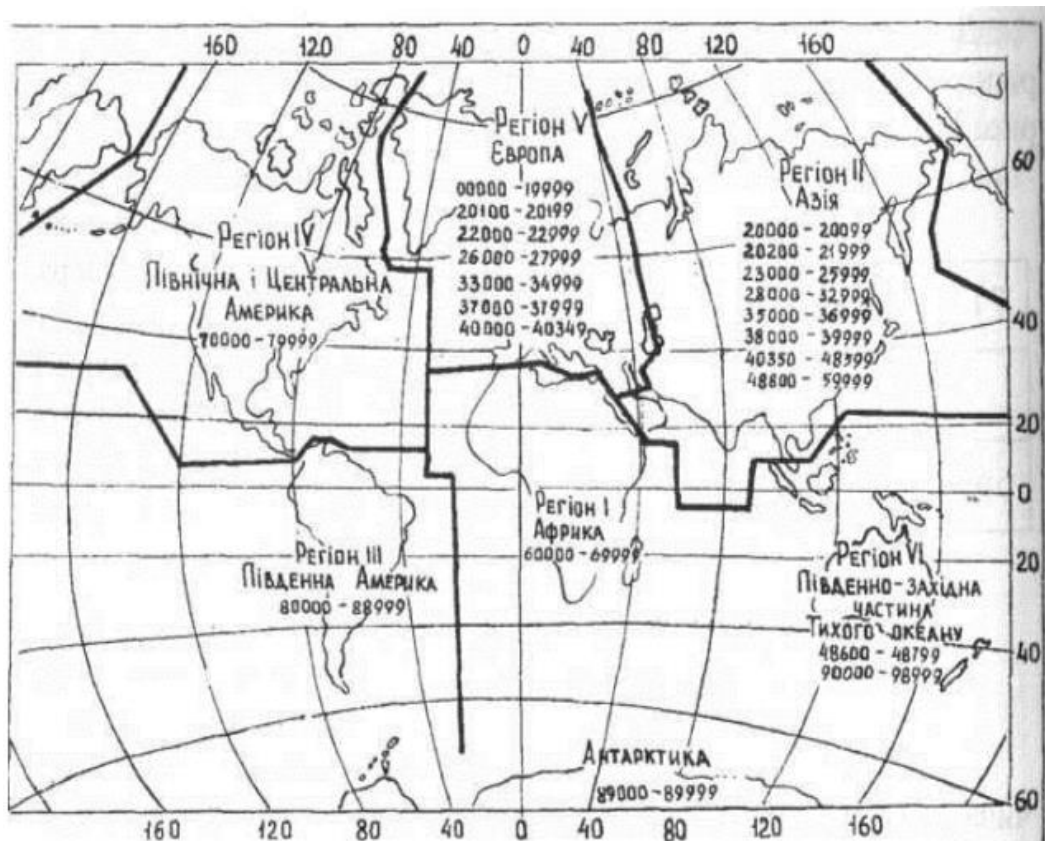 160 120 80 40 0 40 80 120 160
Регіон V
Європа
00000-19999
20100-20199
22000-22999
26000-27999
33000-34999
37000-37999
40000-40349
Регіон II
Азія
20000-20099
20200-21999
23000-25999
28000-32999
35000-36999
38000-39999
40350-48599
48800-59999
Регіон IV
Північна і Центральна
Америка
70000-79999
60
40
20
0
20
40
60
Регіон I
Африка
60000-69999
Регіон III
Південна Америка
80000-88999
Регіон VI
Південно-Західна
частина
Тихого океану
48600-48799
90000-98999
Антарктика
89000-89999
160 120 80 40 0 40 80 120 160